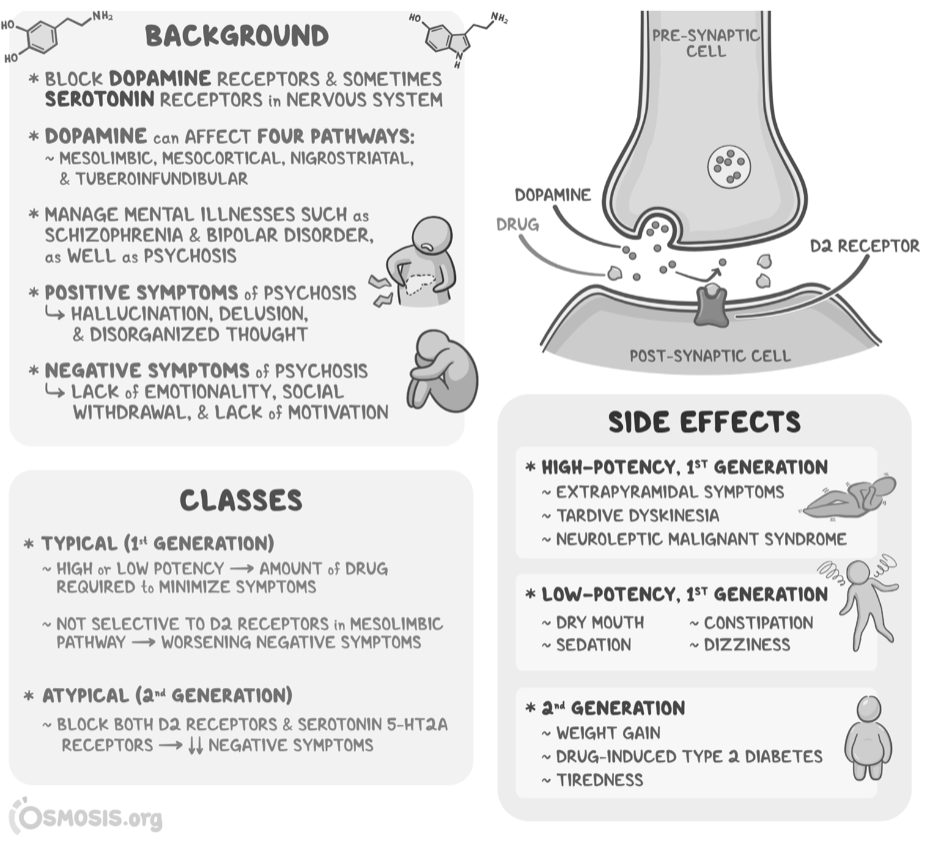 HO
HO
NH₂
BACKGROUND
HO
NH₂
N
H
* BLOCK DOPAMINE RECEPTORS & SOMETIMES
SEROTONIN RECEPTORS in NERVOUS SYSTEM
* DOPAMINE can AFFECT FOUR PATHWAYS:
~ MESOLIMBIC, MESOCORTICAL, NIGROSTRIATAL,
& TUBEROINFUNDIBULAR
* MANAGE MENTAL ILLNESSES SUCH as
SCHIZOPHRENIA & BIPOLAR DISORDER,
as WELL as PSYCHOSIS
* POSITIVE SYMPTOMS of PSYCHOSIS
↳ HALLUCINATION, DELUSION,
& DISORGANIZED THOUGHT
* NEGATIVE SYMPTOMS of PSYCHOSIS
↳ LACK of EMOTIONALITY, SOCIAL
WITHDRAWAL, & LACK of MOTIVATION
PRE-SYNAPTIC
CELL
DOPAMINE
DRUG
D2 RECEPTOR
POST-SYNAPTIC CELL
CLASSES
* TYPICAL (1st GENERATION)
~ HIGH or LOW POTENCY → AMOUNT of DRUG
REQUIRED to MINIMIZE SYMPTOMS
~ NOT SELECTIVE to D2 RECEPTORS in MESOLIMBIC
PATHWAY → WORSENING NEGATIVE SYMPTOMS
* ATYPICAL (2nd GENERATION)
~ BLOCK BOTH D2 RECEPTORS & SEROTONIN 5-HT2A
RECEPTORS → ↓↓ NEGATIVE SYMPTOMS
SIDE EFFECTS
* HIGH-POTENCY, 1ST GENERATION
~ EXTRAPYRAMIDAL SYMPTOMS
~ TARDIVE DYSKINESIA
~ NEUROLEPTIC MALIGNANT SYNDROME
* LOW-POTENCY, 1ST GENERATION
~ DRY MOUTH ~ CONSTIPATION
~ SEDATION ~ DIZZINESS
* 2nd GENERATION
~ WEIGHT GAIN
~ DRUG-INDUCED TYPE 2 DIABETES
~ TIREDNESS
OSMOSIS.org